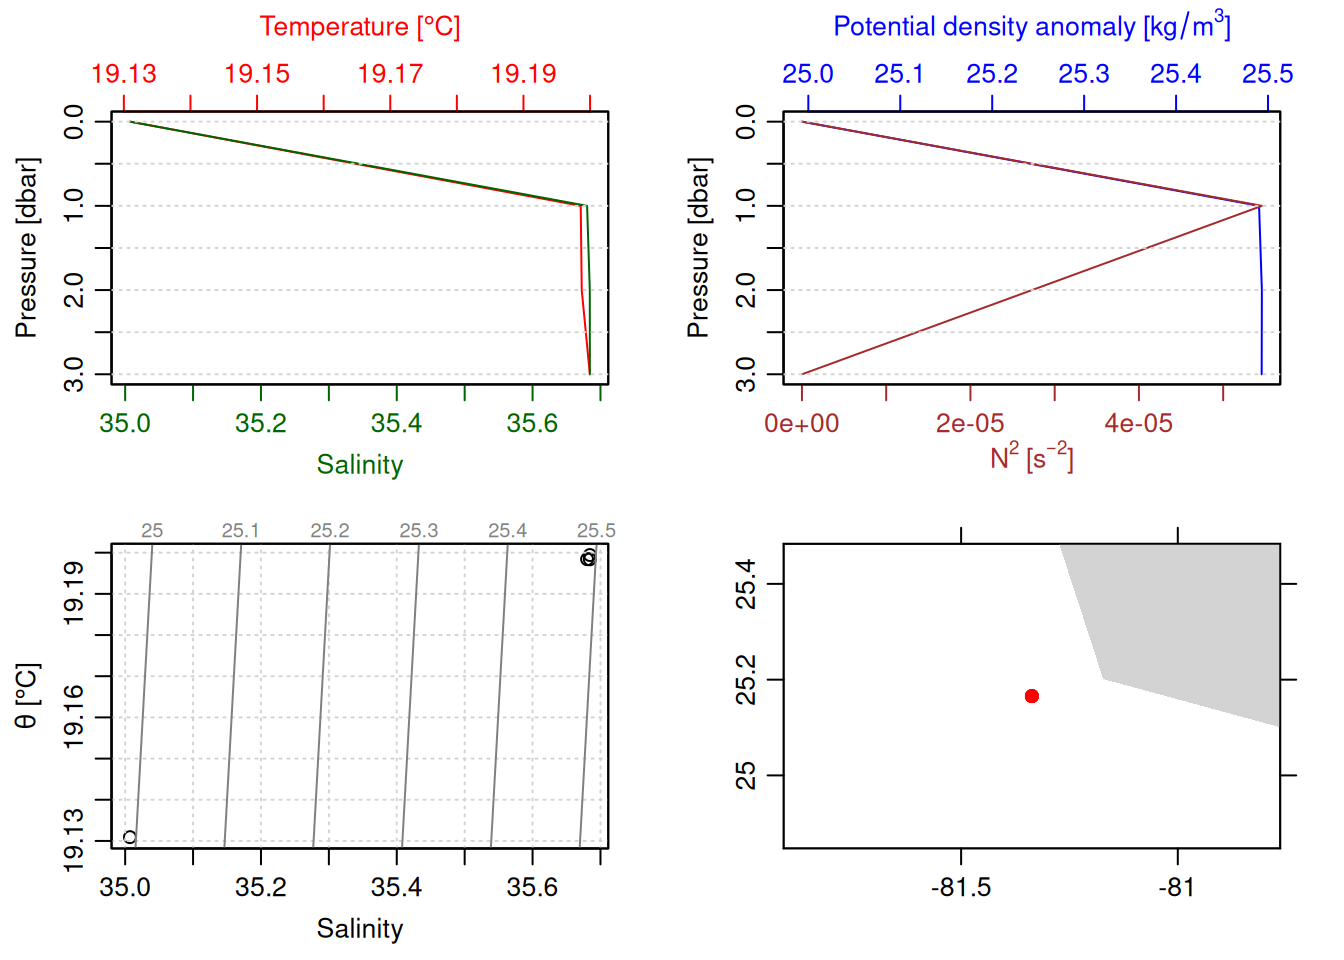 Temperature [°C]
19.13 19.15 19.17 19.19
Pressure [dbar]
0.0 1.0 2.0 3.0
35.0 35.2 35.4 35.6
Salinity
Potential density anomaly [kg/m³]
25.0 25.1 25.2 25.3 25.4 25.5
Pressure [dbar]
0.0 1.0 2.0 3.0
0e+00 2e-05 4e-05
N² [s⁻²]
25 25.1 25.2 25.3 25.4 25.5
θ [°C]
19.13 19.16 19.19
35.0 35.2 35.4 35.6
Salinity
25 25.2 25.4
-81.5 -81